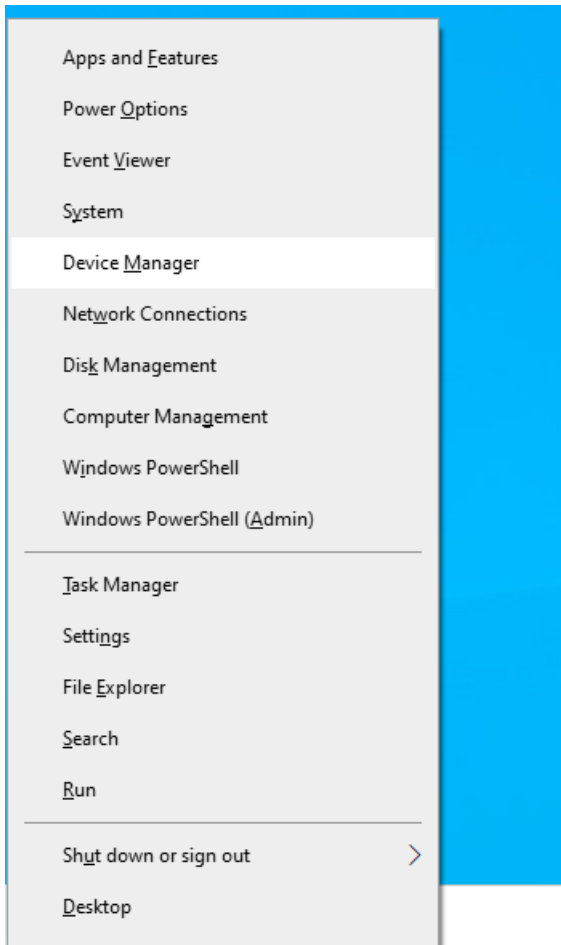 Apps and Features
Power Options
Event Viewer
System
Device Manager
Network Connections
Disk Management
Computer Management
Windows PowerShell
Windows PowerShell (Admin)
Task Manager
Settings
File Explorer
Search
Run
Shut down or sign out
Desktop